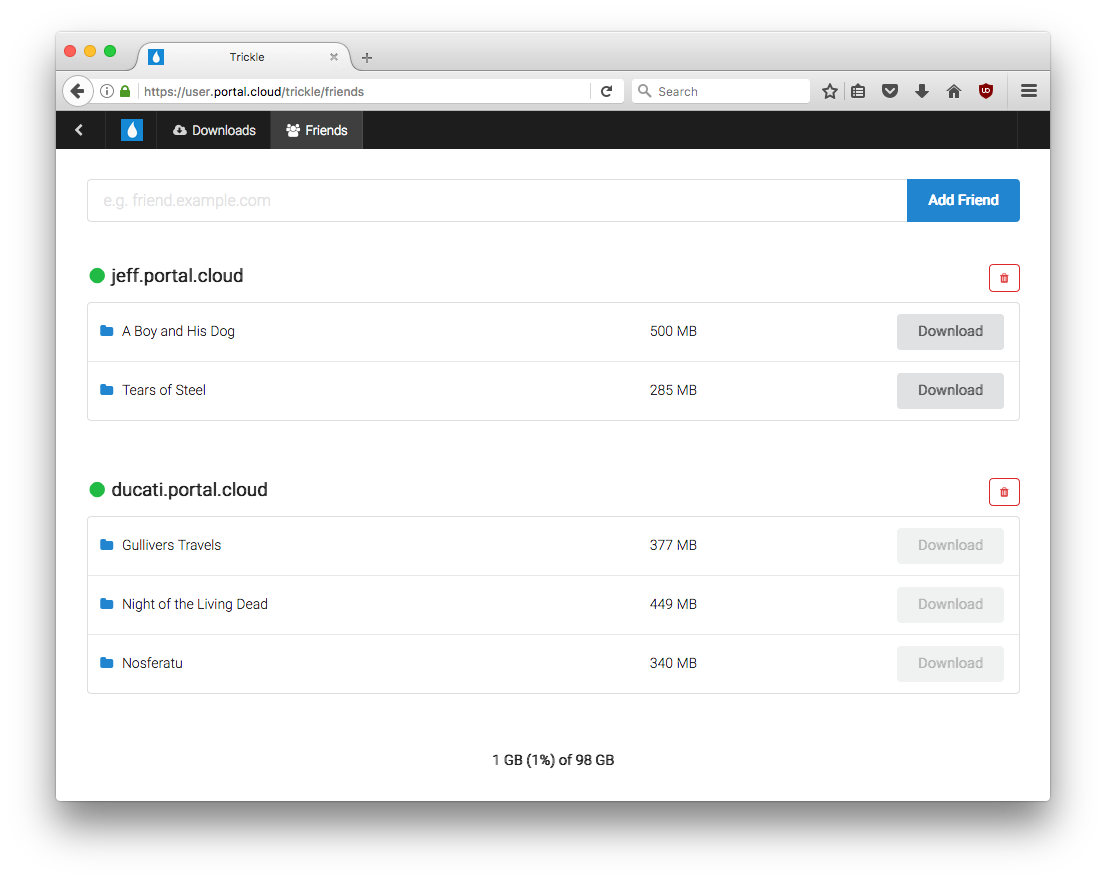 Trickle
https://user.portal.cloud/trickle/friends
Search
Downloads
Friends
e.g. friend.example.com
Add Friend
jeff.portal.cloud
A Boy and His Dog 500 MB Download
Tears of Steel 285 MB Download
ducati.portal.cloud
Gullivers Travels 377 MB Download
Night of the Living Dead 449 MB Download
Nosferatu 340 MB Download
1 GB (1%) of 98 GB